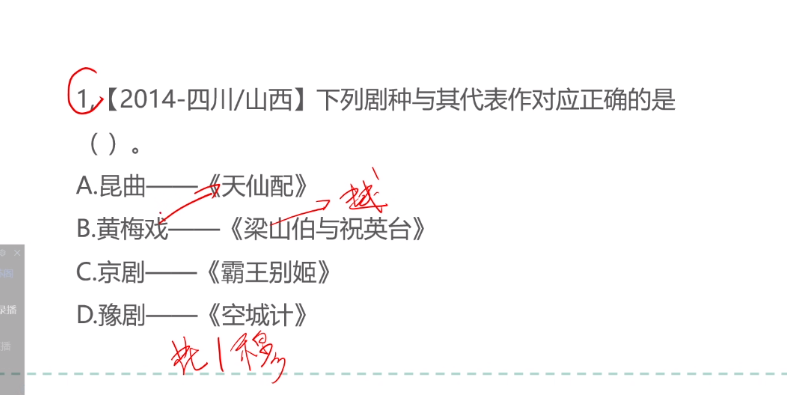 1.【2014-四川/山西】下列剧种与其代表作对应正确的是
（ ）。
A.昆曲——《天仙配》
越
B.黄梅戏——《梁山伯与祝英台》
C.京剧——《霸王别姬》
D.豫剧——《空城计》